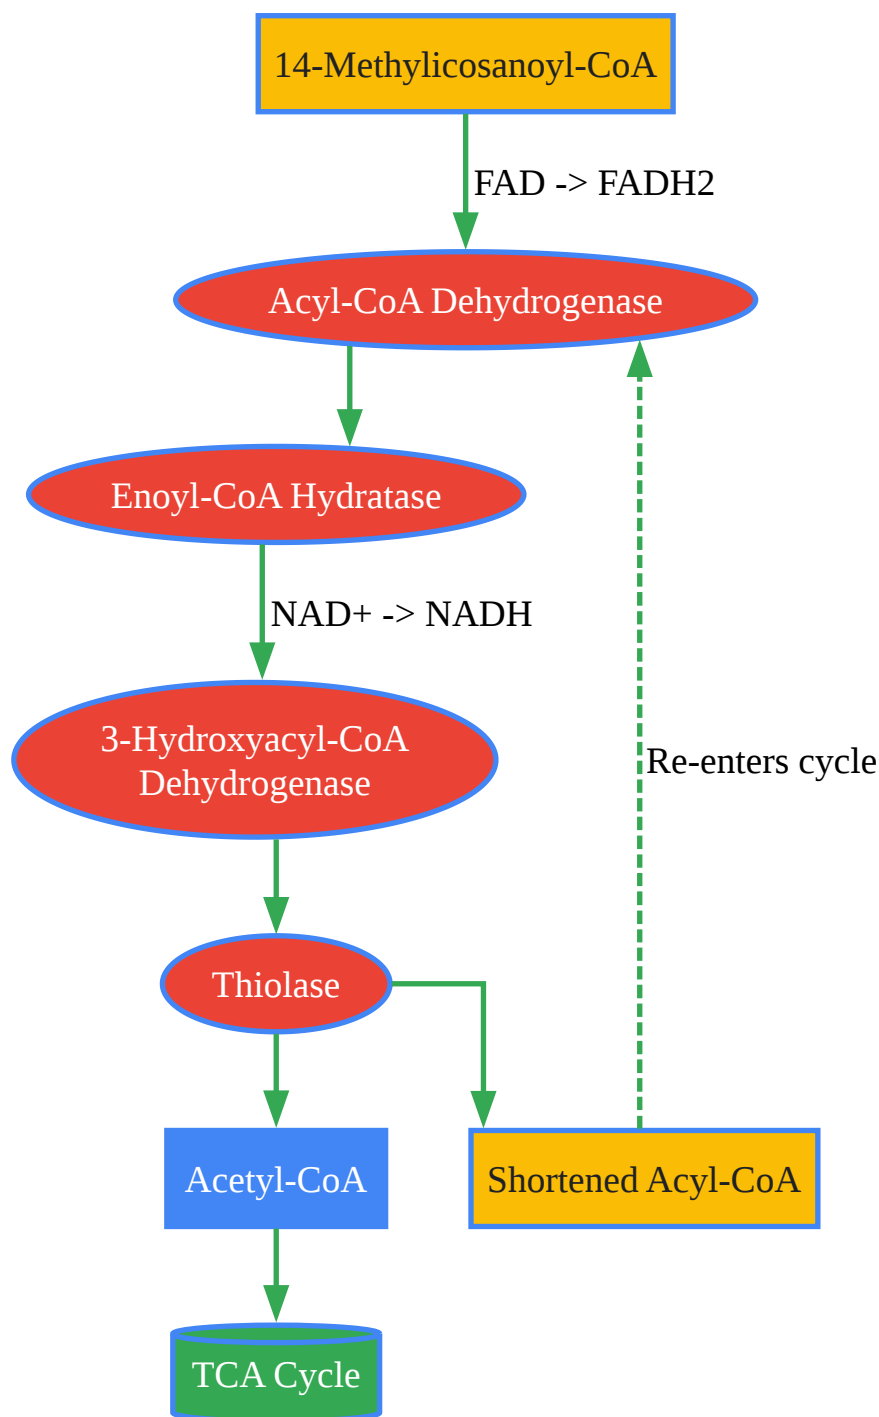 14-Methylicosanoyl-CoA
FAD -> FADH2
Acyl-CoA Dehydrogenase
Enoyl-CoA Hydratase
NAD+ -> NADH
3-Hydroxyacyl-CoA
Dehydrogenase
Re-enters cycle
Thiolase
Acetyl-CoA
Shortened Acyl-CoA
TCA Cycle